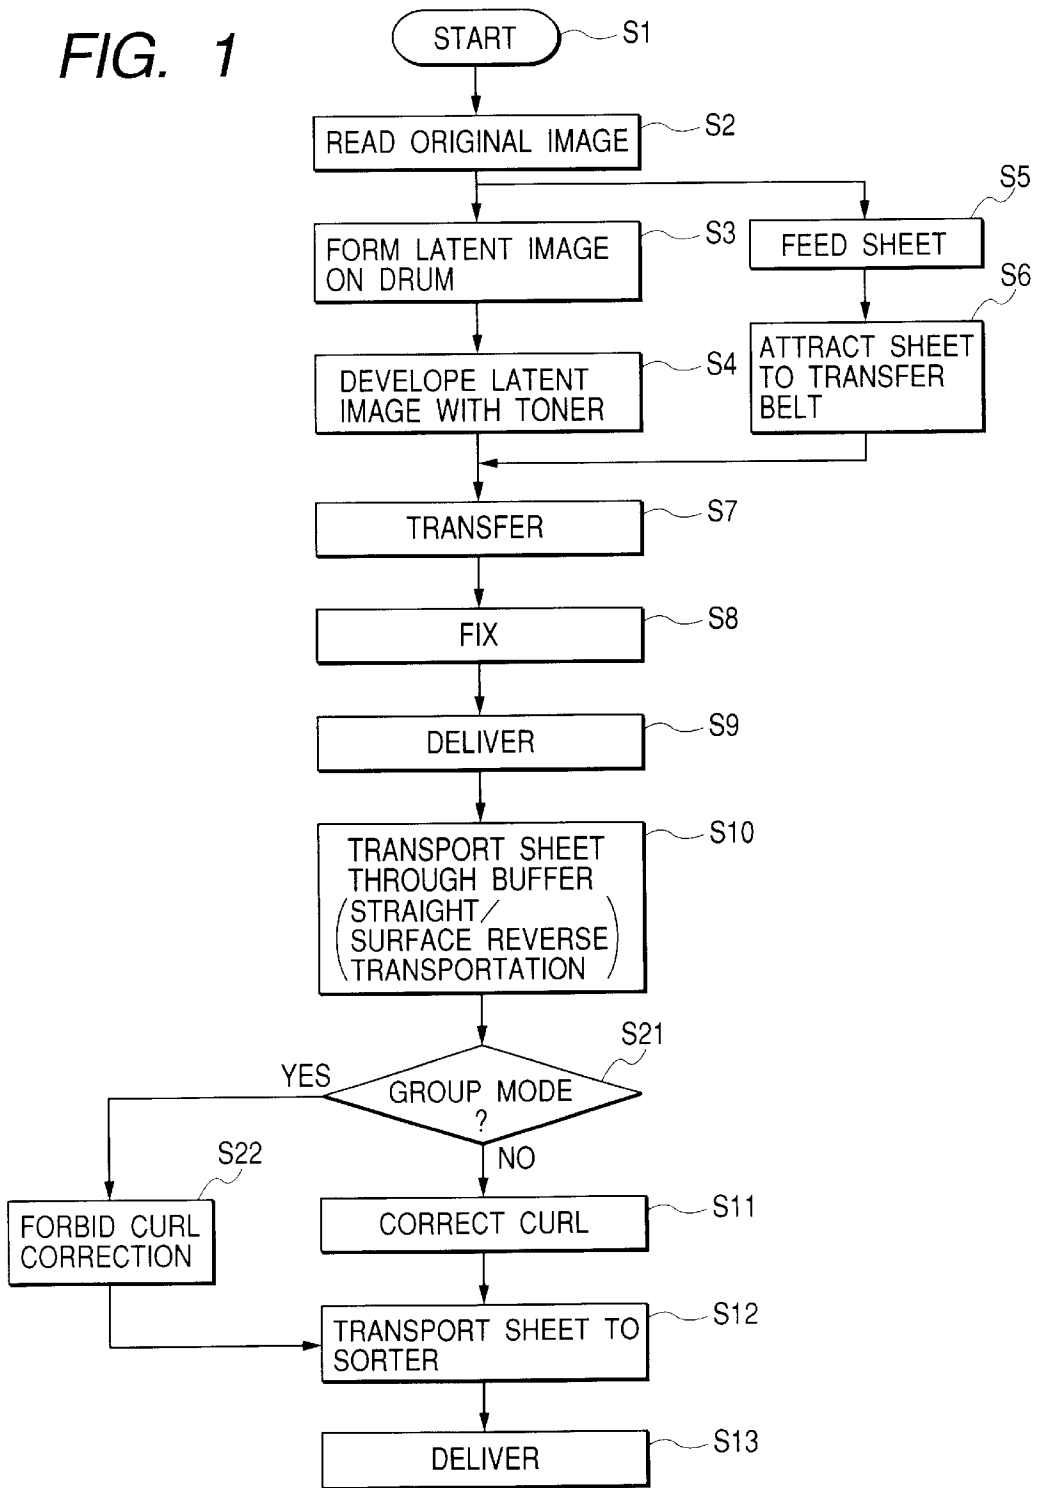 FIG. 1
START
S1
READ ORIGINAL IMAGE
S2
FORM LATENT IMAGE
ON DRUM
S3
FEED SHEET
S5
DEVELOPE LATENT
IMAGE WITH TONER
S4
ATTRACT SHEET
TO TRANSFER
BELT
S6
TRANSFER
S7
FIX
S8
DELIVER
S9
TRANSPORT SHEET
THROUGH BUFFER
(STRAIGHT/
SURFACE REVERSE
TRANSPORTATION)
S10
GROUP MODE
?
S21
YES
NO
FORBID CURL
CORRECTION
S22
CORRECT CURL
S11
TRANSPORT SHEET TO
SORTER
S12
DELIVER
S13